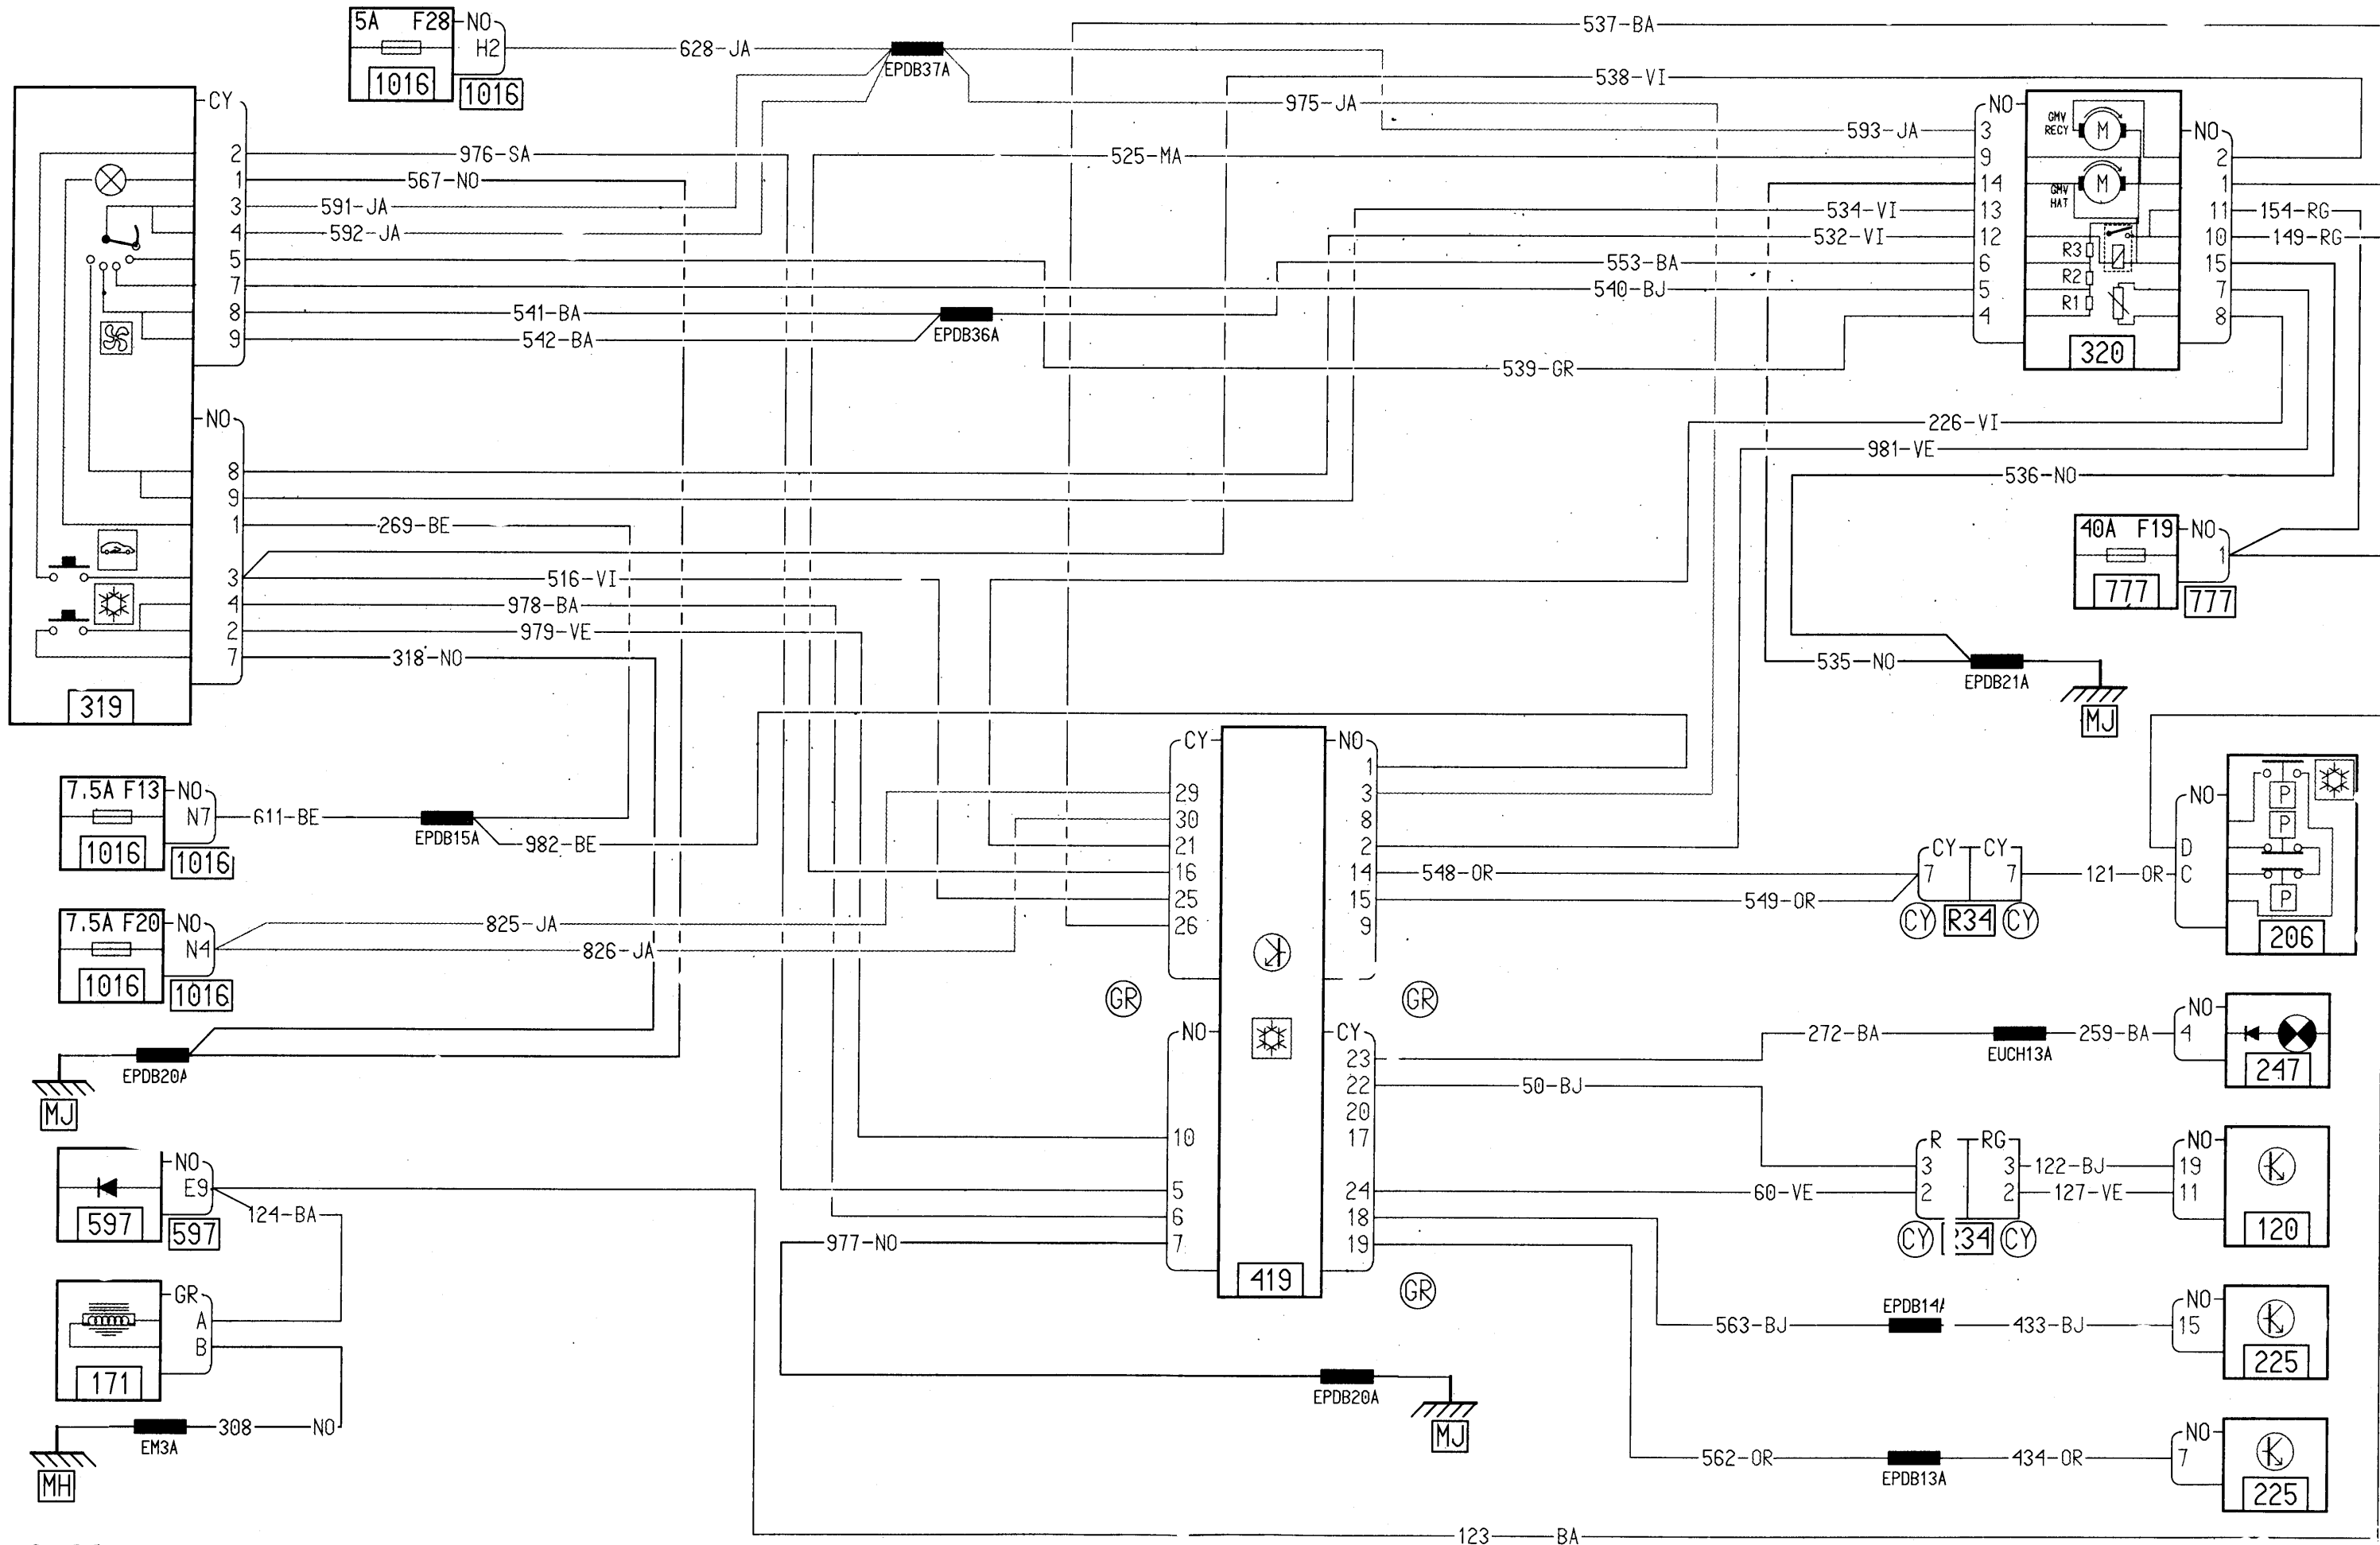 537-BA
5A F28 NO
H2
1016
1016
628-JA
EPDB37A
538-VI
975-JA
593-JA
525-MA
534-VI
532-VI
553-BA
540-BJ
539-GR
226-VI
981-VE
536-NO
535-NO
EPDB21A
MJ
CY
2
1
3
4
5
7
8
9
976-SA
567-NO
591-JA
592-JA
541-BA
542-BA
EPDB36A
NO
8
9
1
3
4
2
7
269-BE
516-VI
978-BA
979-VE
318-NO
319
NO
3
9
14
13
12
6
5
4
GMV RECY
M
GMV HAT
M
R3
R2
R1
320
NO
2
1
11
10
15
7
8
154-RG
149-RG
40A F19 NO
1
777
777
7.5A F13 NO
N7
1016
1016
611-BE
EPDB15A
982-BE
7.5A F20 NO
N4
1016
1016
825-JA
826-JA
EPDB20A
MJ
NO
E9
597
597
124-BA
GR
A
B
171
308 NO
EM3A
MH
CY
29
30
21
16
25
26
GR
NO
10
5
6
7
977-NO
419
NO
1
3
8
2
14
15
9
GR
CY
23
22
20
17
24
18
19
GR
EPDB20A
MJ
548-OR
549-OR
CY CY
7 7
CY R34 CY
121 OR
NO
D
C
P
P
P
206
272-BA
EUCH13A
259-BA
NO
4
247
50-BJ
60-VE
R RG
3 3
2 2
CY 34 CY
122-BJ
127-VE
NO
19
11
120
563-BJ
EPDB14A
433-BJ
NO
15
225
562-OR
EPDB13A
434-OR
NO
7
225
123 BA